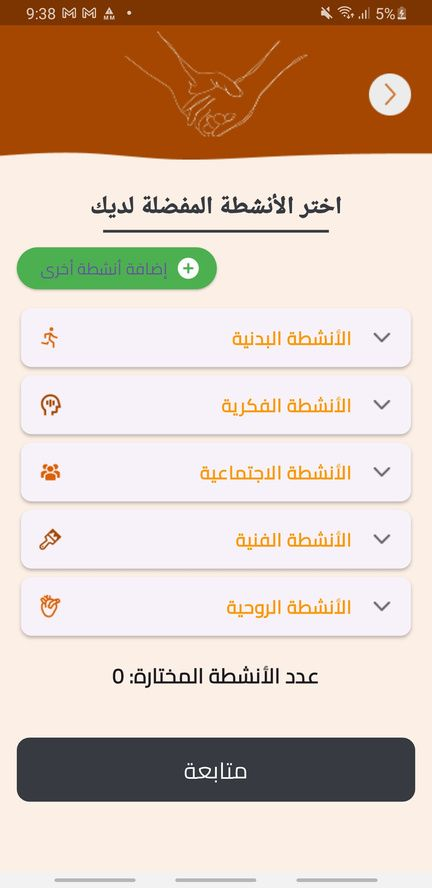 9:38
5%
اختر الأنشطة المفضلة لديك
إضافة أنشطة أخرى
الأنشطة البدنية
الأنشطة الفكرية
الأنشطة الاجتماعية
الأنشطة الفنية
الأنشطة الروحية
عدد الأنشطة المختارة: 0
متابعة